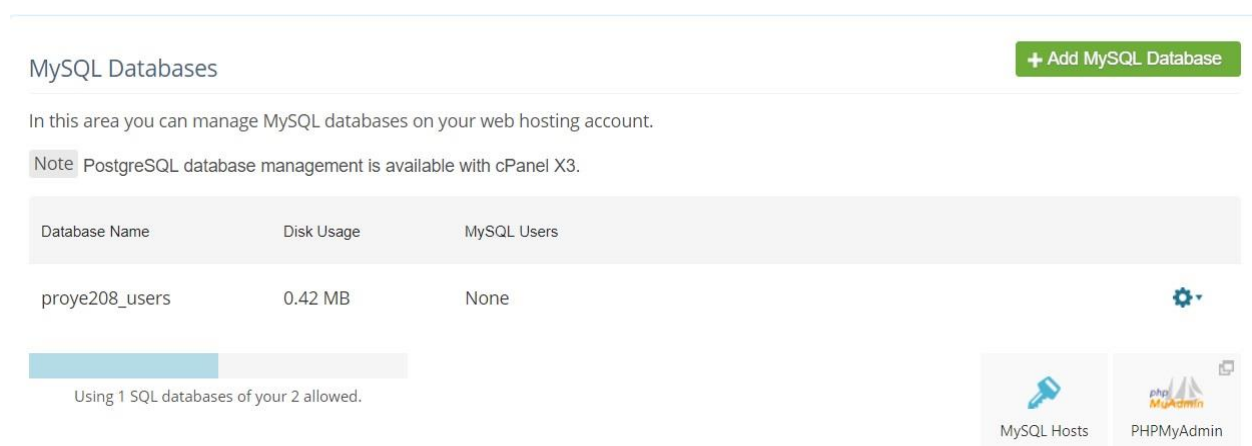 + Add MySQL Database
MySQL Databases
In this area you can manage MySQL databases on your web hosting account.
Note PostgreSQL database management is available with cPanel X3.
Database Name Disk Usage MySQL Users
proye208_users 0.42 MB None
Using 1 SQL databases of your 2 allowed.
php
MyAdmin
MySQL Hosts PHPMyAdmin